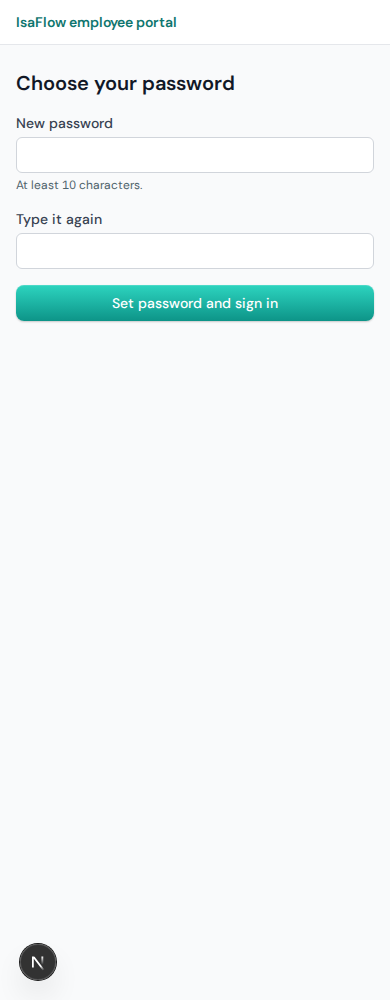 IsaFlow employee portal
Choose your password
New password
At least 10 characters.
Type it again
Set password and sign in
N